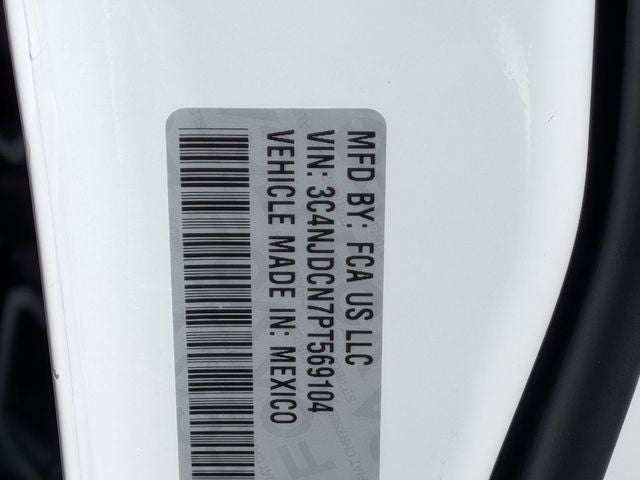 MFD BY: FCA US LLC
VIN: 3C4NJDCN7PT569104
VEHICLE MADE IN: MEXICO